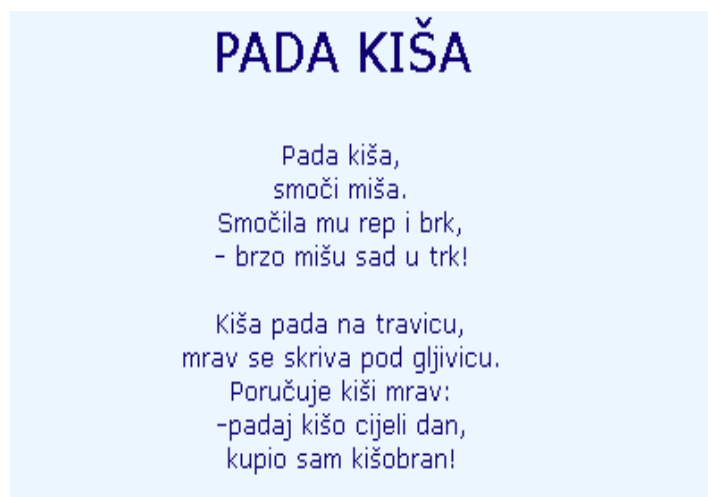 PADA KIŠA
Pada kiša,
smoči miša.
Smočila mu rep i brk,
- brzo mišu sad u trk!
Kiša pada na travicu,
mrav se skriva pod gljivicu.
Poručuje kiši mrav:
-padaj kišo cijeli dan,
kupio sam kišobran!